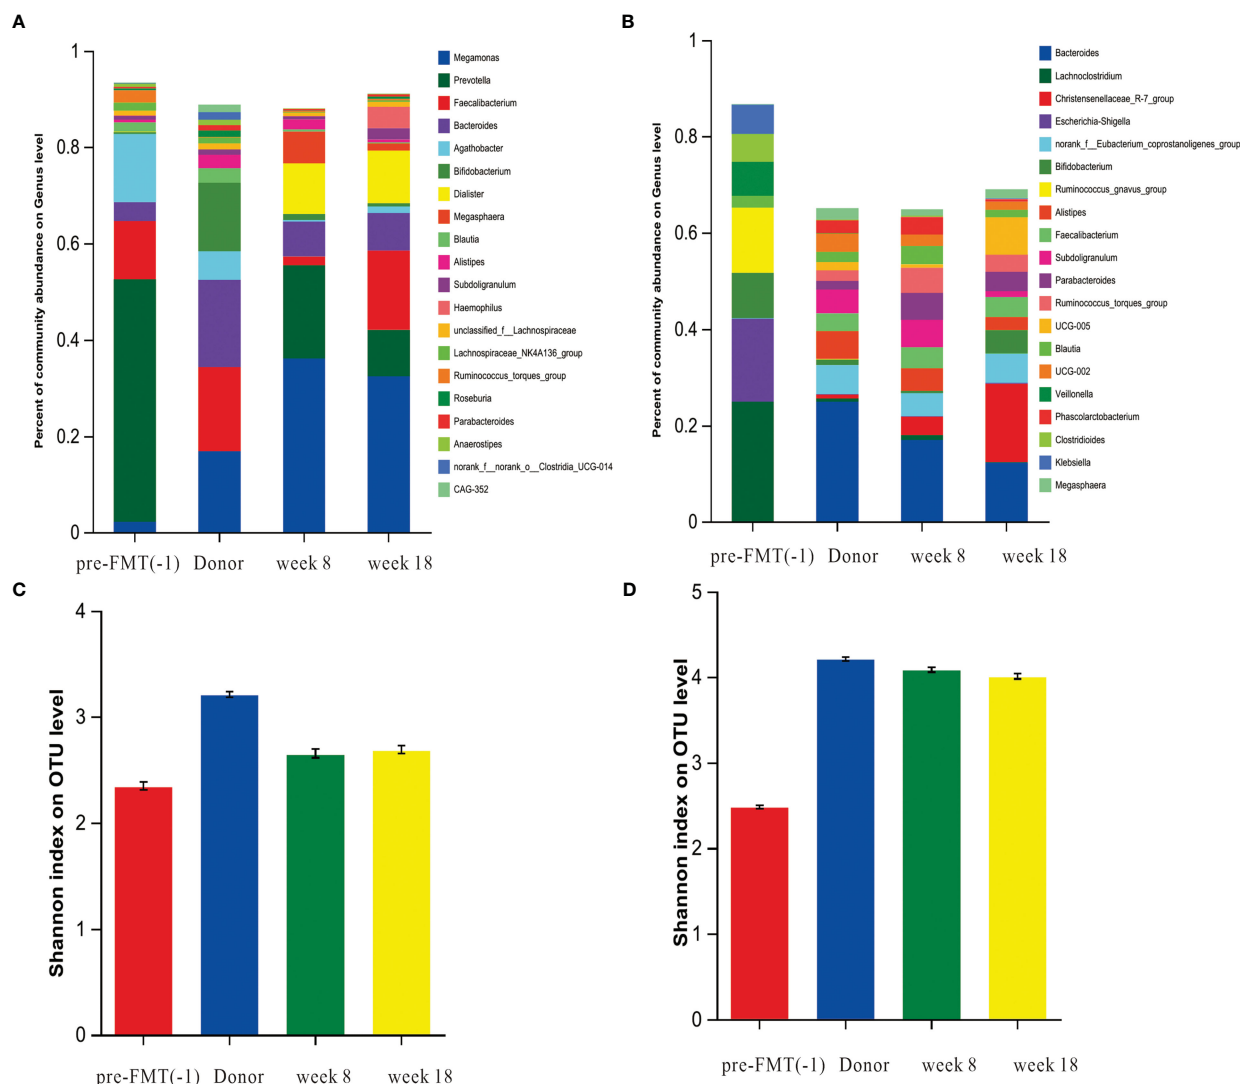 A
Percent of community abundance on Genus level
1
0.8
0.6
0.4
0.2
0
pre-FMT(-1)
Donor
week 8
week 18
Megamonas
Prevotella
Faecalibacterium
Bacteroides
Agathobacter
Bifidobacterium
Dialister
Megasphaera
Blautia
Alistipes
Subdoligranulum
Haemophilus
unclassified_f__Lachnospiraceae
Lachnospiraceae_NK4A136_group
Ruminococcus_torques_group
Roseburia
Parabacteroides
Anaerostipes
norank_f__norank_o__Clostridia_UCG-014
CAG-352
B
Percent of community abundance on Genus level
1
0.8
0.6
0.4
0.2
0
pre-FMT(-1)
Donor
week 8
week 18
Bacteroides
Lachnoclostridium
Christensenellaceae_R-7_group
Escherichia-Shigella
norank_f__Eubacterium_coprostanoligenes_group
Bifidobacterium
Ruminococcus_gnavus_group
Alistipes
Faecalibacterium
Subdoligranulum
Parabacteroides
Ruminococcus_torques_group
UCG-005
Blautia
UCG-002
Veillonella
Phascolarctobacterium
Clostridioides
Klebsiella
Megasphaera
C
Shannon index on OTU level
4
3
2
1
0
pre-FMT(-1)
Donor
week 8
week 18
D
Shannon index on OTU level
5
4
3
2
1
0
pre-FMT(-1)
Donor
week 8
week 18